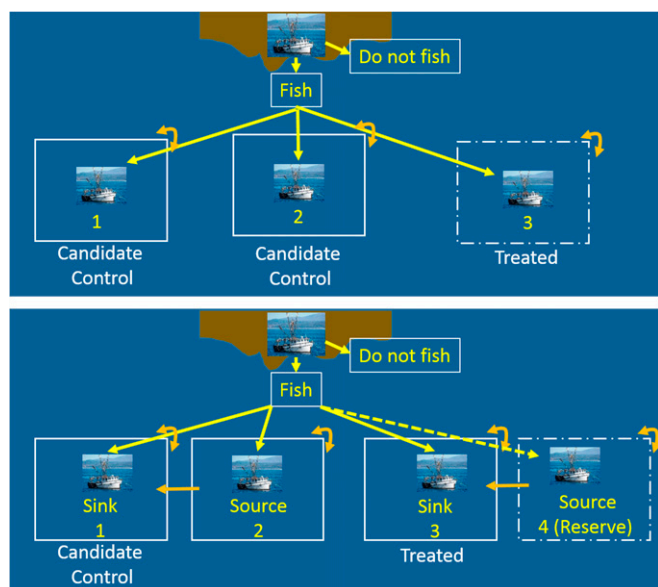 Do not fish
Fish
1
2
3
Candidate
Control
Candidate
Control
Treated
Do not fish
Fish
Sink
1
Source
2
Sink
3
Source
4 (Reserve)
Candidate
Control
Treated